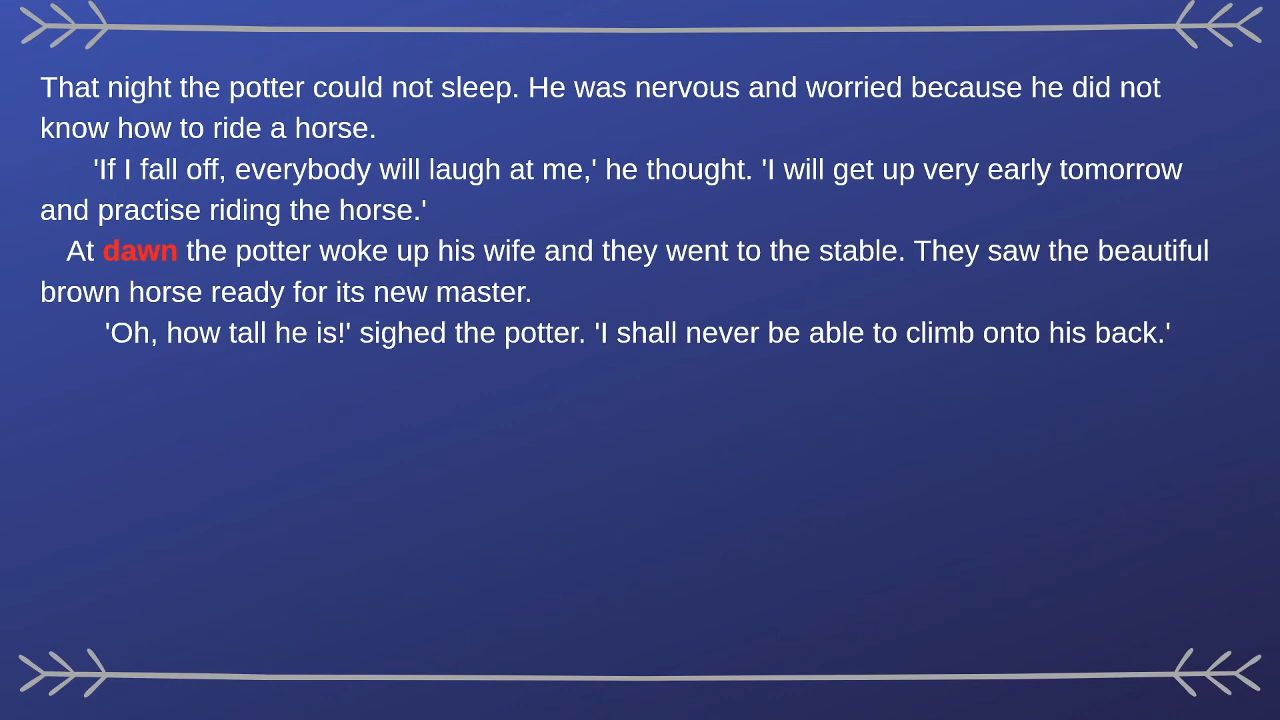 That night the potter could not sleep. He was nervous and worried because he did not
know how to ride a horse.
'If I fall off, everybody will laugh at me,' he thought. 'I will get up very early tomorrow
and practise riding the horse.'
At dawn the potter woke up his wife and they went to the stable. They saw the beautiful
brown horse ready for its new master.
'Oh, how tall he is!' sighed the potter. 'I shall never be able to climb onto his back.'